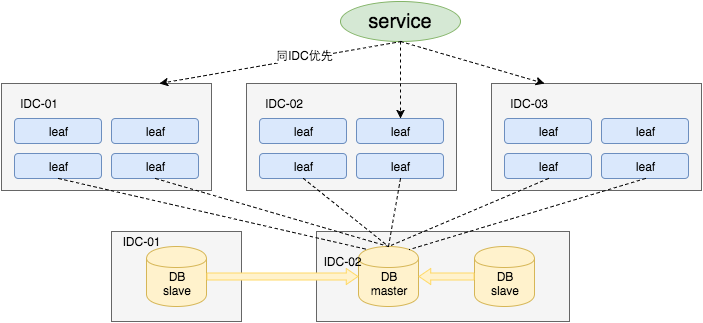 service
同IDC优先
IDC-01
IDC-02
IDC-03
leaf
leaf
leaf
leaf
leaf
leaf
leaf
leaf
leaf
leaf
leaf
leaf
IDC-01
IDC-02
DB
slave
DB
master
DB
slave